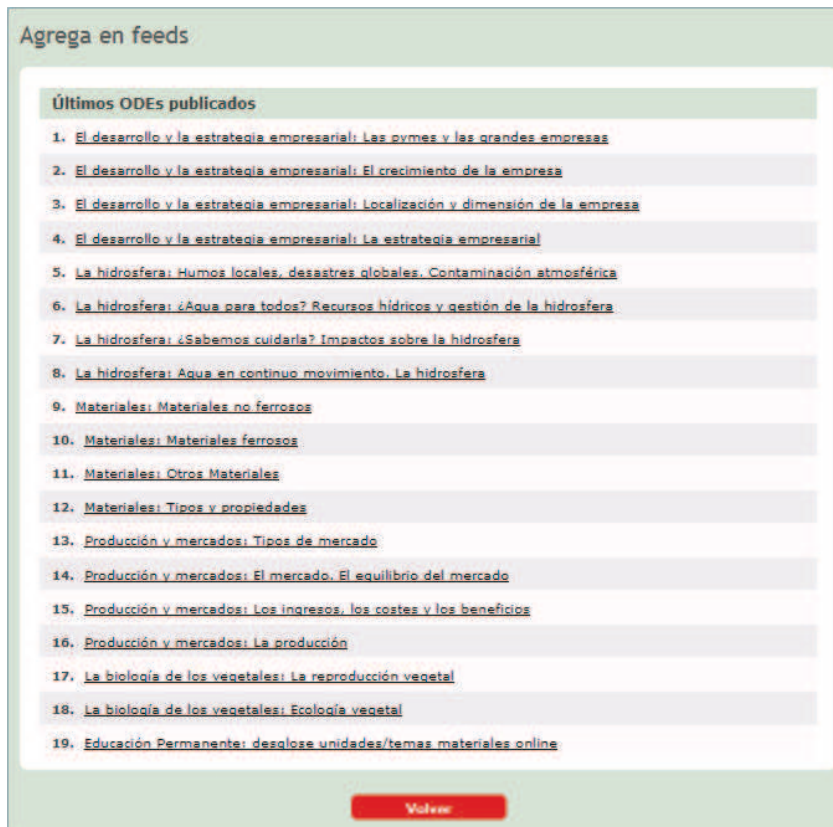 Agrega en feeds
Últimos ODEs publicados
1. El desarrollo y la estrategia empresarial: Las pymes y las grandes empresas
2. El desarrollo y la estrategia empresarial: El crecimiento de la empresa
3. El desarrollo y la estrategia empresarial: Localización y dimensión de la empresa
4. El desarrollo y la estrategia empresarial: La estrategia empresarial
5. La hidrosfera: Humos locales, desastres globales. Contaminación atmosférica
6. La hidrosfera: ¿Agua para todos? Recursos hídricos y gestión de la hidrosfera
7. La hidrosfera: ¿Sabemos cuidarla? Impactos sobre la hidrosfera
8. La hidrosfera: Agua en continuo movimiento. La hidrosfera
9. Materiales: Materiales no ferrosos
10. Materiales: Materiales ferrosos
11. Materiales: Otros Materiales
12. Materiales: Tipos y propiedades
13. Producción y mercados: Tipos de mercado
14. Producción y mercados: El mercado. El equilibrio del mercado
15. Producción y mercados: Los ingresos, los costes y los beneficios
16. Producción y mercados: La producción
17. La biología de los vegetales: La reproducción vegetal
18. La biología de los vegetales: Ecología vegetal
19. Educación Permanente: desglose unidades/temas materiales online
Volver